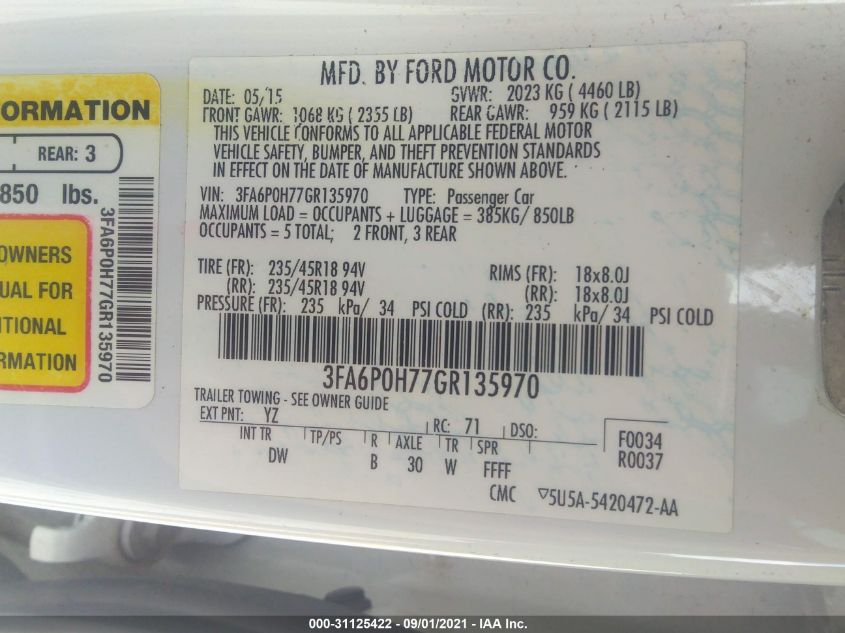 ORMATION
REAR: 3
850 lbs.
3FA6P0H77GR135970
OWNERS
UAL FOR
ITIONAL
RMATION
MFD. BY FORD MOTOR CO.
DATE: 05/15 GVWR: 2023 KG ( 4460 LB)
FRONT GAWR: 1068 KG ( 2355 LB) REAR GAWR: 959 KG ( 2115 LB)
THIS VEHICLE CONFORMS TO ALL APPLICABLE FEDERAL MOTOR
VEHICLE SAFETY, BUMPER, AND THEFT PREVENTION STANDARDS
IN EFFECT ON THE DATE OF MANUFACTURE SHOWN ABOVE.
VIN: 3FA6P0H77GR135970 TYPE: Passenger Car
MAXIMUM LOAD = OCCUPANTS + LUGGAGE = 385KG/ 850LB
OCCUPANTS = 5 TOTAL; 2 FRONT, 3 REAR
TIRE (FR): 235/45R18 94V RIMS (FR): 18x8.0J
(RR): 235/45R18 94V (RR): 18x8.0J
PRESSURE (FR): 235 kPa/ 34 PSI COLD (RR): 235 kPa/ 34 PSI COLD
3FA6P0H77GR135970
TRAILER TOWING - SEE OWNER GUIDE
EXT PNT: YZ RC: 71 DSO: F0034
INT TR TP/PS R AXLE TR SPR R0037
DW B 30 W FFFF
CMC ▽5U5A-5420472-AA
000-31125422 - 09/01/2021 - IAA Inc.